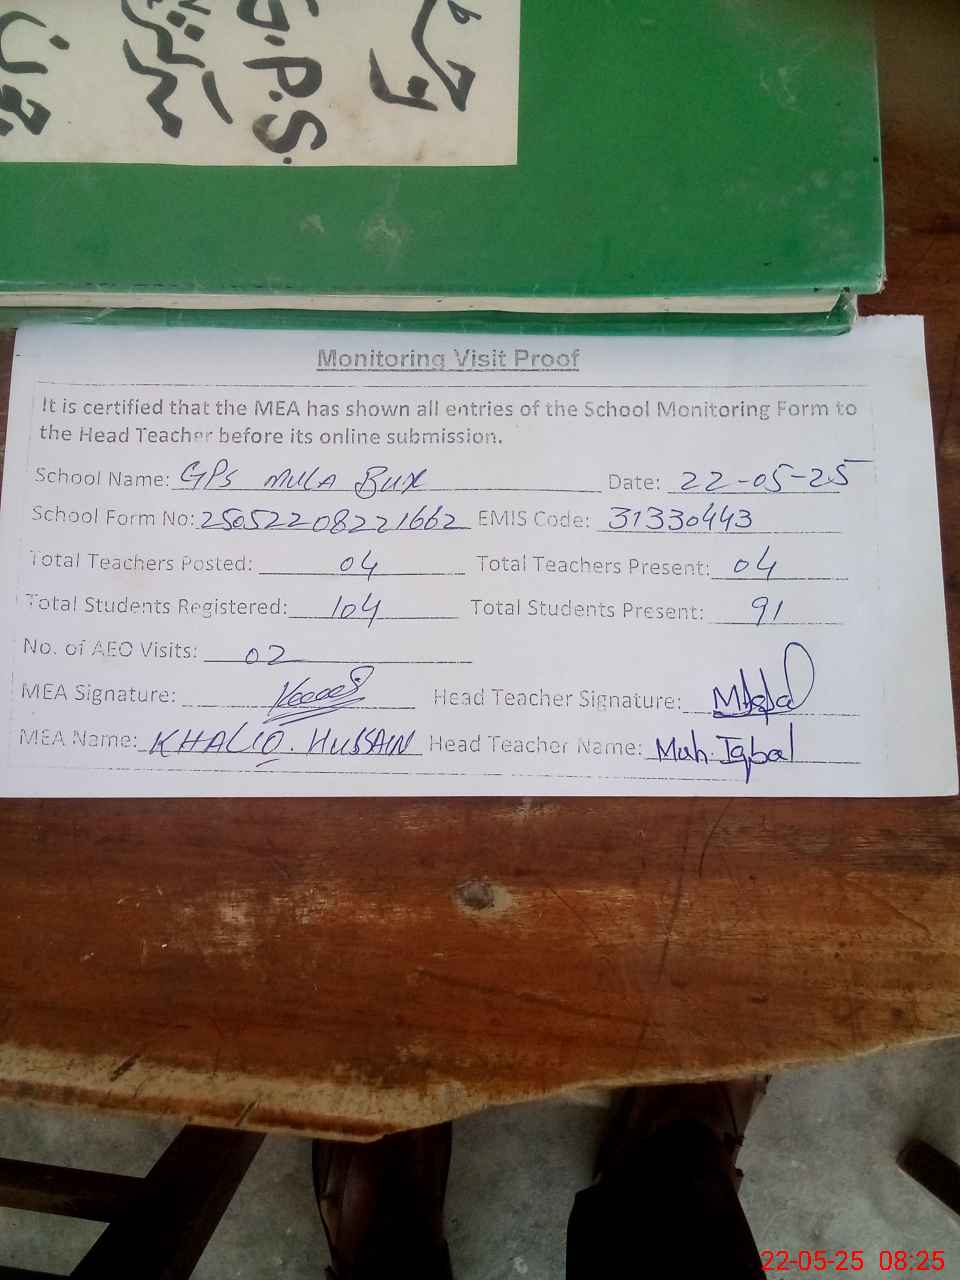 G.P.S.
Monitoring Visit Proof
It is certified that the MEA has shown all entries of the School Monitoring Form to
the Head Teacher before its online submission.
School Name: GPS MULA BUX Date: 22-05-25
School Form No: 25052208221662 EMIS Code: 31330443
Total Teachers Posted: 04 Total Teachers Present: 04
Total Students Registered: 104 Total Students Present: 91
No. of AEO Visits: 02
MEA Signature: Head Teacher Signature: MIqbal
MEA Name: KHALIQ. HUSSAIN Head Teacher Name: Muh. Iqbal
22-05-25 08:25